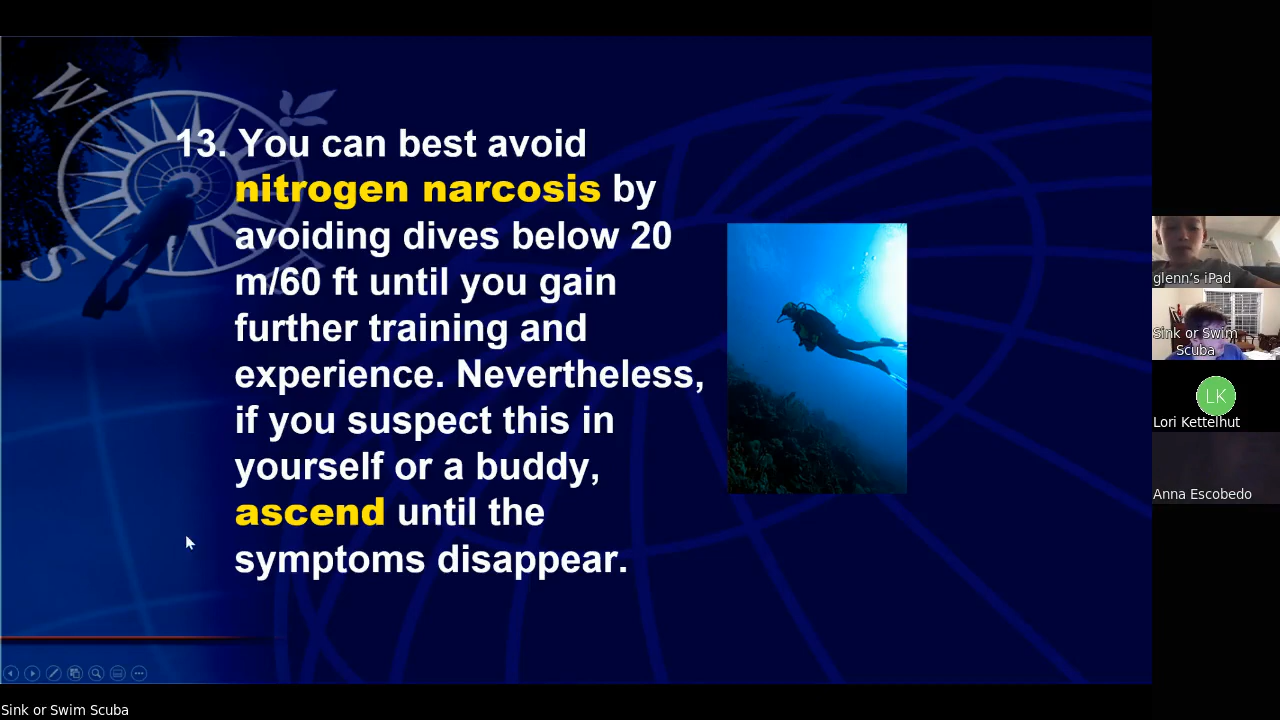 W
S
13. You can best avoid
nitrogen narcosis by
avoiding dives below 20
m/60 ft until you gain
further training and
experience. Nevertheless,
if you suspect this in
yourself or a buddy,
ascend until the
symptoms disappear.
glenn's iPad
Sink or Swim
Scuba
LK
Lori Kettelhut
Anna Escobedo
Sink or Swim Scuba